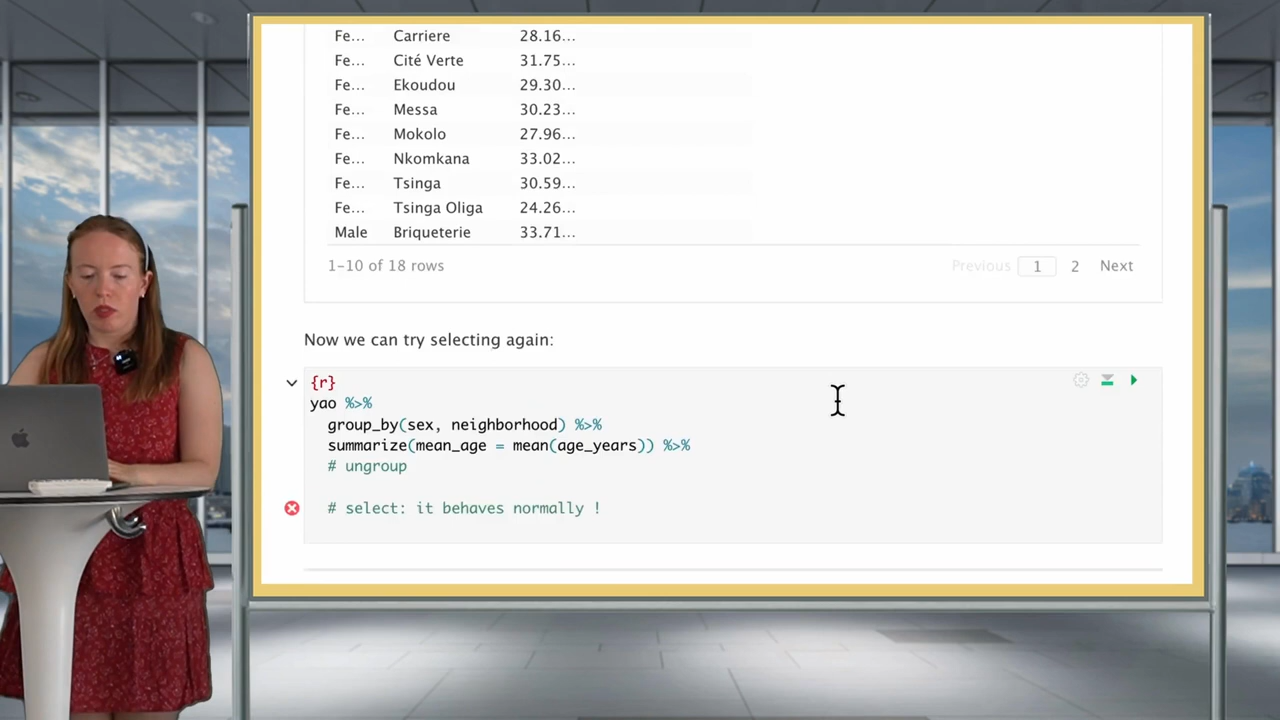 Fe... Carriere 28.16...
Fe... Cité Verte 31.75...
Fe... Ekoudou 29.30...
Fe... Messa 30.23...
Fe... Mokolo 27.96...
Fe... Nkomkana 33.02...
Fe... Tsinga 30.59...
Fe... Tsinga Oliga 24.26...
Male Briqueterie 33.71...
1-10 of 18 rows Previous 1 2 Next
Now we can try selecting again:
{r}
yao %>%
group_by(sex, neighborhood) %>%
summarize(mean_age = mean(age_years)) %>%
# ungroup
# select: it behaves normally !